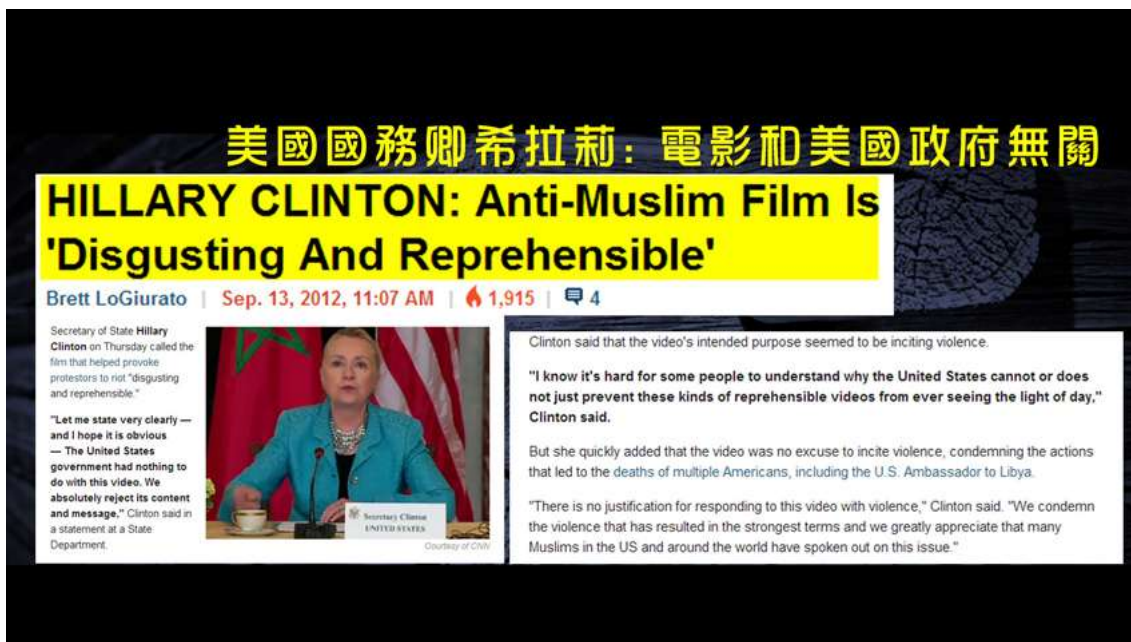 美國國務卿希拉莉: 電影和美國政府無關
HILLARY CLINTON: Anti-Muslim Film Is
'Disgusting And Reprehensible'
Brett LoGiurato | Sep. 13, 2012, 11:07 AM | 1,915 | 4
Secretary of State Hillary
Clinton on Thursday called the
film that helped provoke
protestors to riot "disgusting
and reprehensible."
"Let me state very clearly —
and I hope it is obvious
— The United States
government had nothing to
do with this video. We
absolutely reject its content
and message," Clinton said in
a statement at a State
Department.
Secretary Clinton
UNITED STATES
Courtesy of CNN
Clinton said that the video's intended purpose seemed to be inciting violence.
"I know it's hard for some people to understand why the United States cannot or does
not just prevent these kinds of reprehensible videos from ever seeing the light of day,"
Clinton said.
But she quickly added that the video was no excuse to incite violence, condemning the actions
that led to the deaths of multiple Americans, including the U.S. Ambassador to Libya.
"There is no justification for responding to this video with violence," Clinton said. "We condemn
the violence that has resulted in the strongest terms and we greatly appreciate that many
Muslims in the US and around the world have spoken out on this issue."